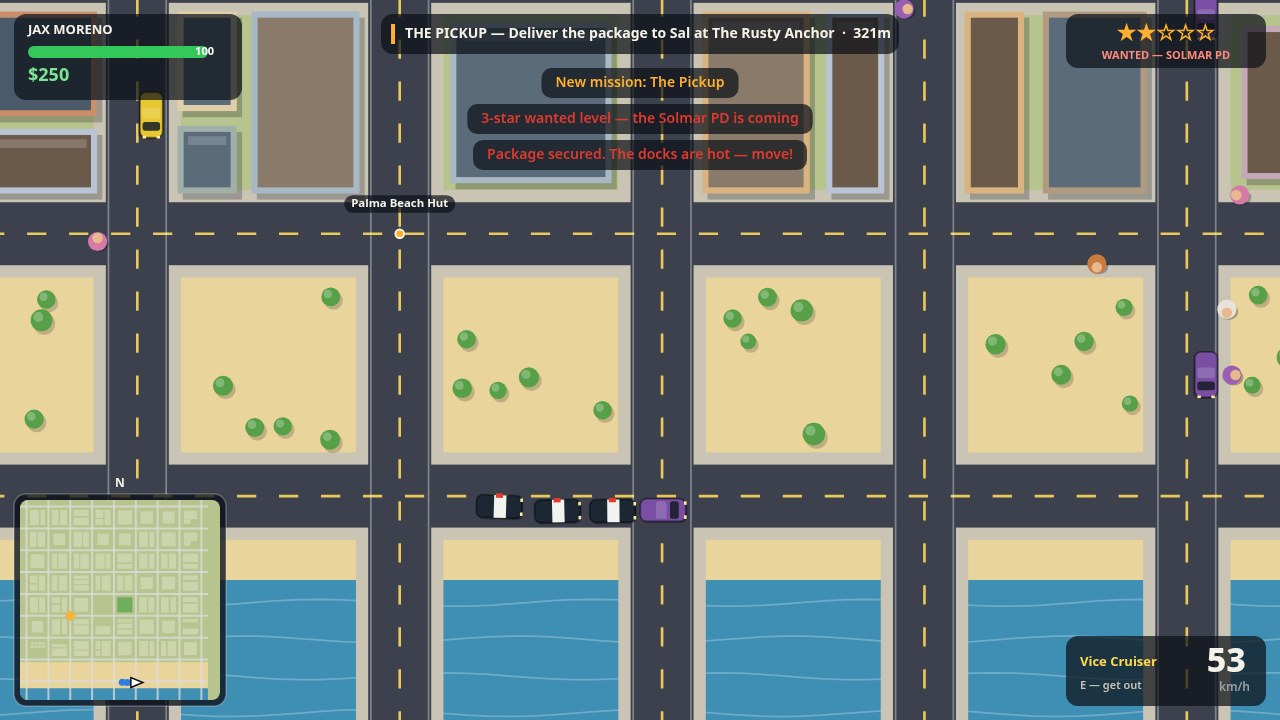 JAX MORENO
100
$250
THE PICKUP — Deliver the package to Sal at The Rusty Anchor · 321m
New mission: The Pickup
3-star wanted level — the Solmar PD is coming
Package secured. The docks are hot — move!
★★☆☆☆
WANTED — SOLMAR PD
Palma Beach Hut
N
Vice Cruiser
53
E — get out
km/h